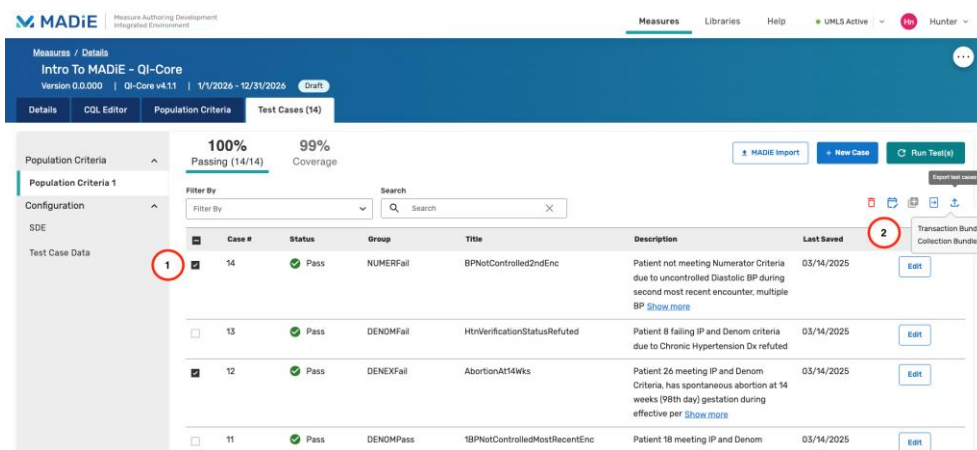 MADiE
Measure Authoring Development
Integrated Environment
Measures
Libraries
Help
UMLS Active
Hn
Hunter
Measures / Details
Intro To MADiE - QI-Core
Version 0.0.000 | QI-Core v4.1.1 | 1/1/2026 - 12/31/2026 Draft
Details
CQL Editor
Population Criteria
Test Cases (14)
Population Criteria
Population Criteria 1
Configuration
SDE
Test Case Data
100%
Passing (14/14)
99%
Coverage
MADiE Import
+ New Case
Run Test(s)
Export test cases
Filter By
Filter By
Search
Search
2
Transaction Bund
Collection Bundle
Case #
Status
Group
Title
Description
Last Saved
1
14
Pass
NUMERFail
BPNotControlled2ndEnc
Patient not meeting Numerator Criteria
due to uncontrolled Diastolic BP during
second most recent encounter, multiple
BP Show more
03/14/2025
Edit
13
Pass
DENOMFail
HtnVerificationStatusRefuted
Patient 8 failing IP and Denom criteria
due to Chronic Hypertension Dx refuted
03/14/2025
Edit
12
Pass
DENEXFail
AbortionAt14Wks
Patient 26 meeting IP and Denom
Criteria, has spontaneous abortion at 14
weeks (98th day) gestation during
effective per Show more
03/14/2025
Edit
11
Pass
DENOMPass
1BPNotControlledMostRecentEnc
Patient 18 meeting IP and Denom
03/14/2025
Edit